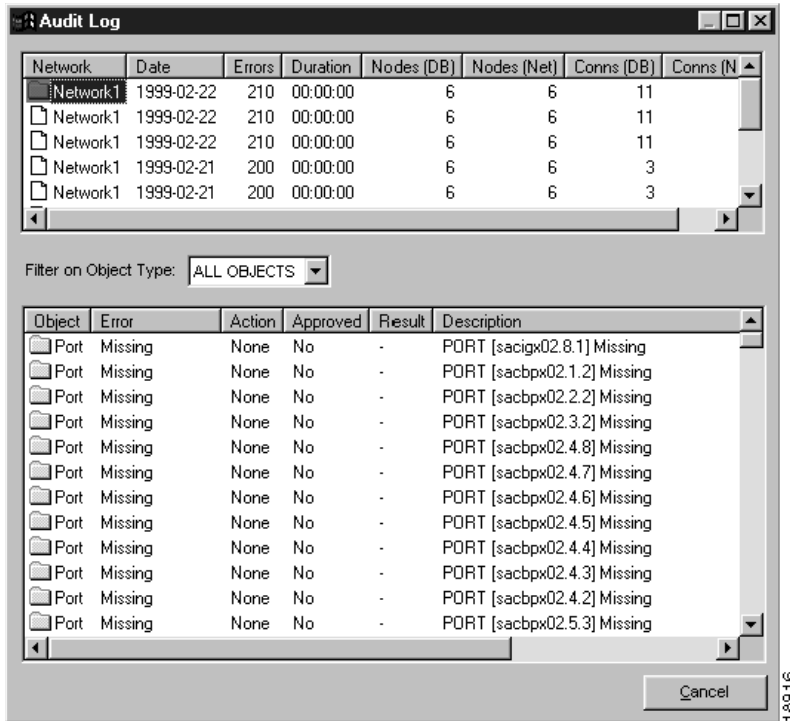 Audit Log
Network Date Errors Duration Nodes (DB) Nodes (Net) Conns (DB) Conns (N
Network1 1999-02-22 210 00:00:00 6 6 11
Network1 1999-02-22 210 00:00:00 6 6 11
Network1 1999-02-22 210 00:00:00 6 6 11
Network1 1999-02-21 200 00:00:00 6 6 3
Network1 1999-02-21 200 00:00:00 6 6 3
Filter on Object Type: ALL OBJECTS
Object Error Action Approved Result Description
Port Missing None No - PORT [sacigx02.8.1] Missing
Port Missing None No - PORT [sacbpx02.1.2] Missing
Port Missing None No - PORT [sacbpx02.2.2] Missing
Port Missing None No - PORT [sacbpx02.3.2] Missing
Port Missing None No - PORT [sacbpx02.4.8] Missing
Port Missing None No - PORT [sacbpx02.4.7] Missing
Port Missing None No - PORT [sacbpx02.4.6] Missing
Port Missing None No - PORT [sacbpx02.4.5] Missing
Port Missing None No - PORT [sacbpx02.4.4] Missing
Port Missing None No - PORT [sacbpx02.4.3] Missing
Port Missing None No - PORT [sacbpx02.4.2] Missing
Port Missing None No - PORT [sacbpx02.5.3] Missing
Cancel
18916